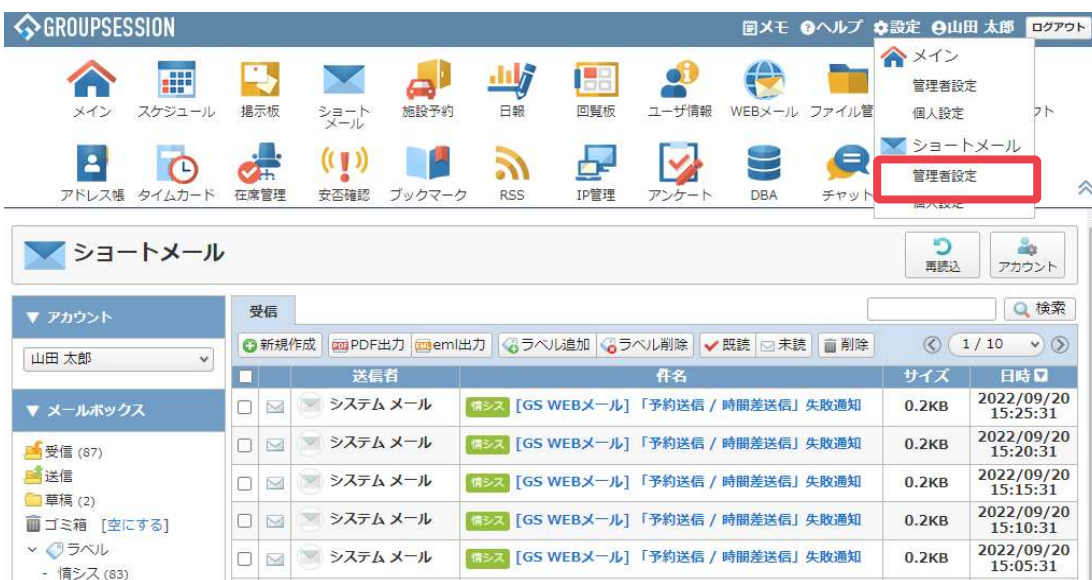 GROUPSESSION
メモ ヘルプ 設定 山田 太郎 ログアウト
メイン
管理者設定
個人設定
ショートメール
管理者設定
個人設定
メイン スケジュール 掲示板 ショートメール 施設予約 日報 回覧板 ユーザ情報 WEBメール ファイル管
アドレス帳 タイムカード 在席管理 安否確認 ブックマーク RSS IP管理 アンケート DBA チャット
ショートメール
再読込 アカウント
▼ アカウント
山田 太郎
▼ メールボックス
受信 (87)
送信
草稿 (2)
ゴミ箱 [空にする]
ラベル
- 情シス (83)
受信 検索
新規作成 PDF出力 eml出力 ラベル追加 ラベル削除 既読 未読 削除 1 / 10
送信者 件名 サイズ 日時
システム メール 情シス [GS WEBメール] 「予約送信 / 時間差送信」失敗通知 0.2KB 2022/09/20 15:25:31
システム メール 情シス [GS WEBメール] 「予約送信 / 時間差送信」失敗通知 0.2KB 2022/09/20 15:20:31
システム メール 情シス [GS WEBメール] 「予約送信 / 時間差送信」失敗通知 0.2KB 2022/09/20 15:15:31
システム メール 情シス [GS WEBメール] 「予約送信 / 時間差送信」失敗通知 0.2KB 2022/09/20 15:10:31
システム メール 情シス [GS WEBメール] 「予約送信 / 時間差送信」失敗通知 0.2KB 2022/09/20 15:05:31